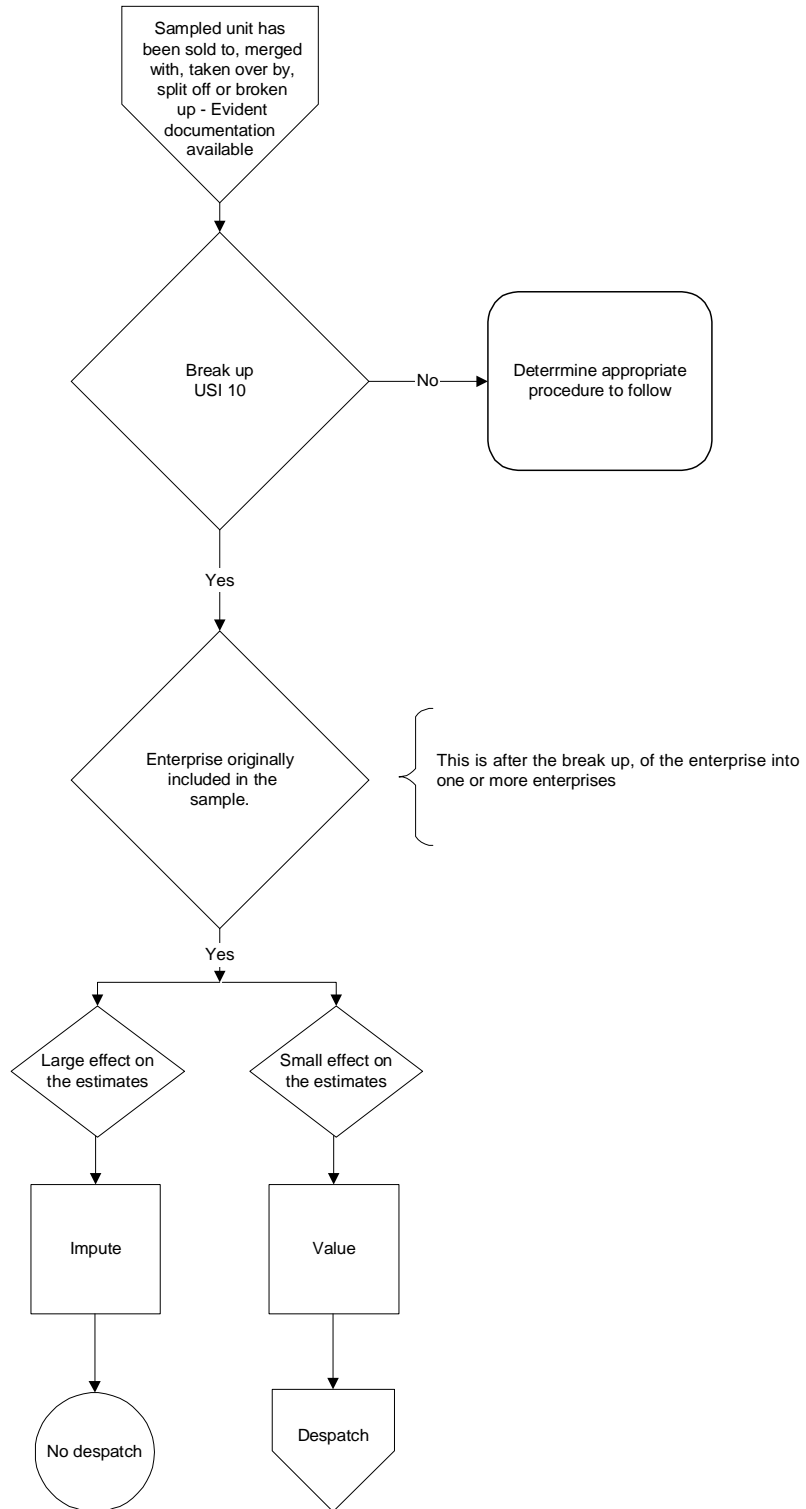 Sampled unit has
been sold to, merged
with, taken over by,
split off or broken
up - Evident
documentation
available
Break up
USI 10
No
Deterrmine appropriate
procedure to follow
Yes
Enterprise originally
included in the
sample.
This is after the break up, of the enterprise into
one or more enterprises
Yes
Large effect on
the estimates
Small effect on
the estimates
Impute
Value
No despatch
Despatch